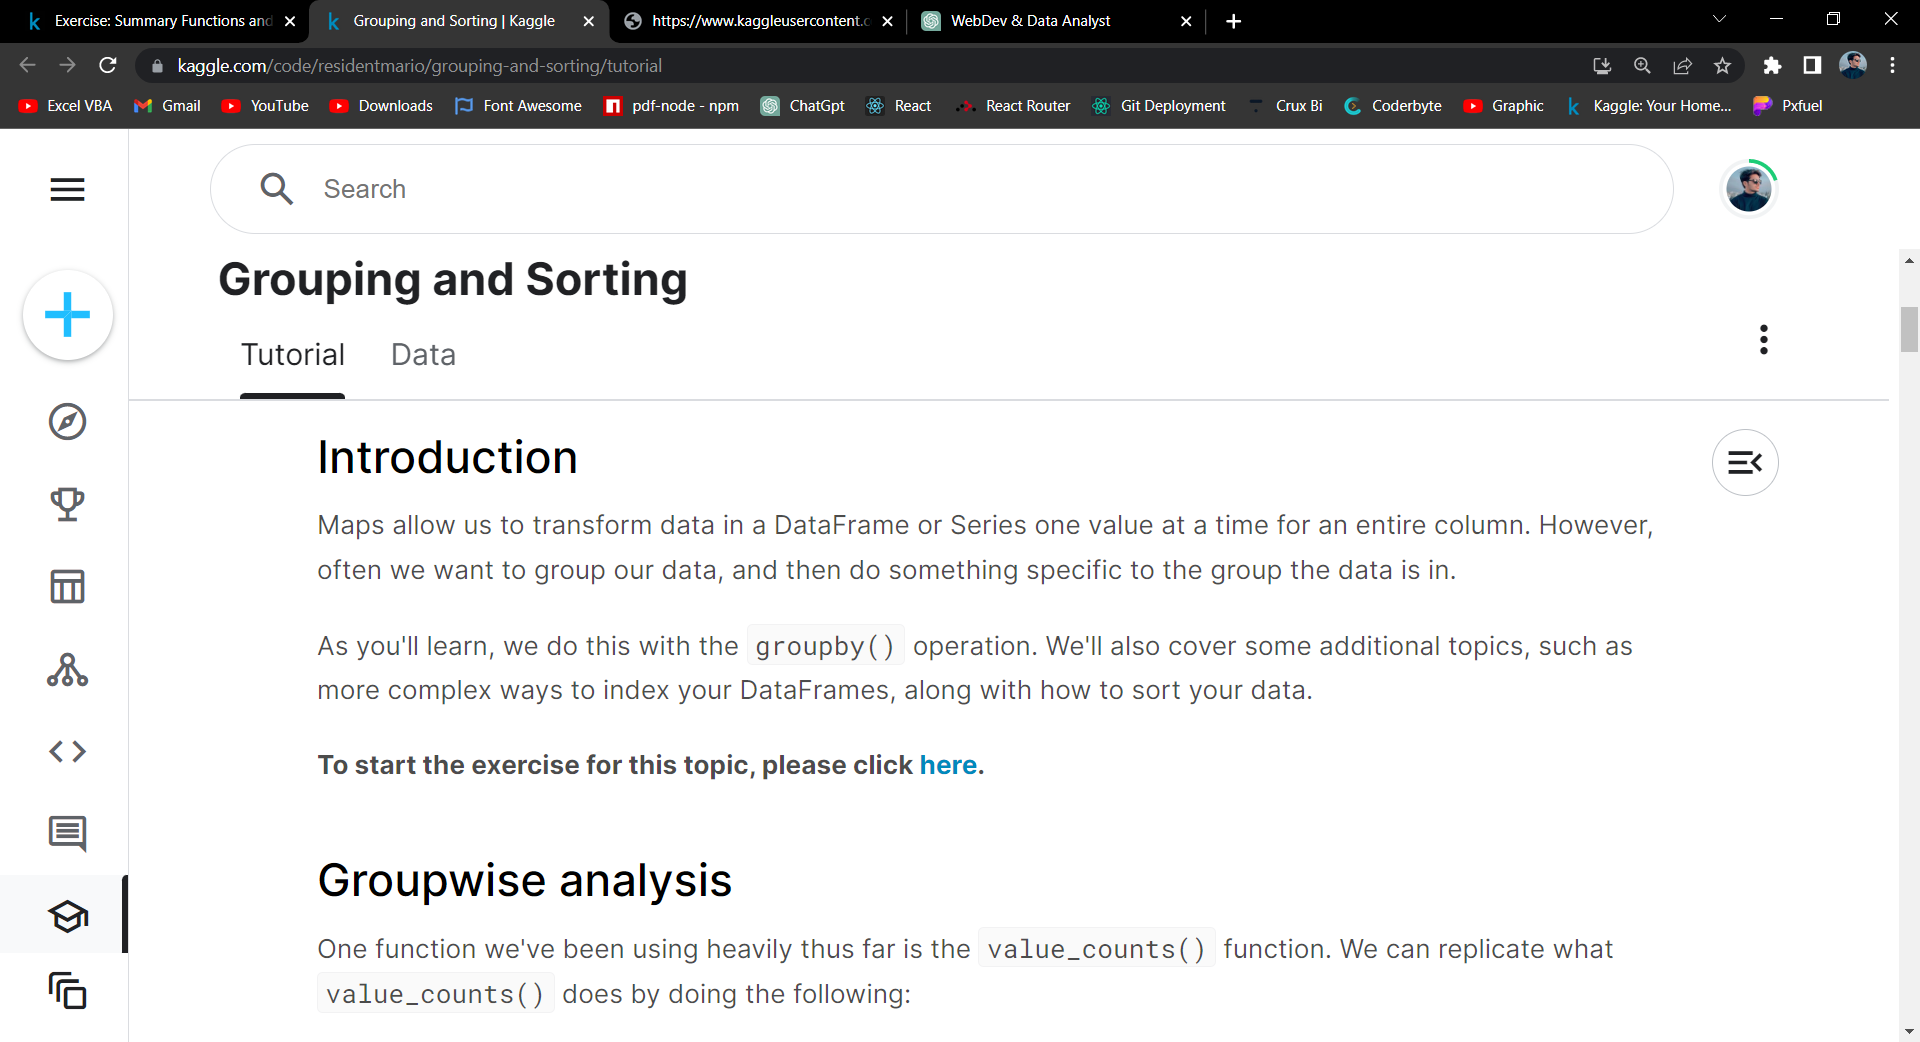 Exercise: Summary Functions and
Grouping and Sorting | Kaggle
https://www.kaggleusercontent.c
WebDev & Data Analyst
kaggle.com/code/residentmario/grouping-and-sorting/tutorial
Excel VBA
Gmail
YouTube
Downloads
Font Awesome
pdf-node - npm
ChatGpt
React
React Router
Git Deployment
Crux Bi
Coderbyte
Graphic
Kaggle: Your Home...
Pxfuel
Search
Grouping and Sorting
Tutorial
Data
Introduction
Maps allow us to transform data in a DataFrame or Series one value at a time for an entire column. However,
often we want to group our data, and then do something specific to the group the data is in.
As you'll learn, we do this with the groupby() operation. We'll also cover some additional topics, such as
more complex ways to index your DataFrames, along with how to sort your data.
To start the exercise for this topic, please click here.
Groupwise analysis
One function we've been using heavily thus far is the value_counts() function. We can replicate what
value_counts() does by doing the following: